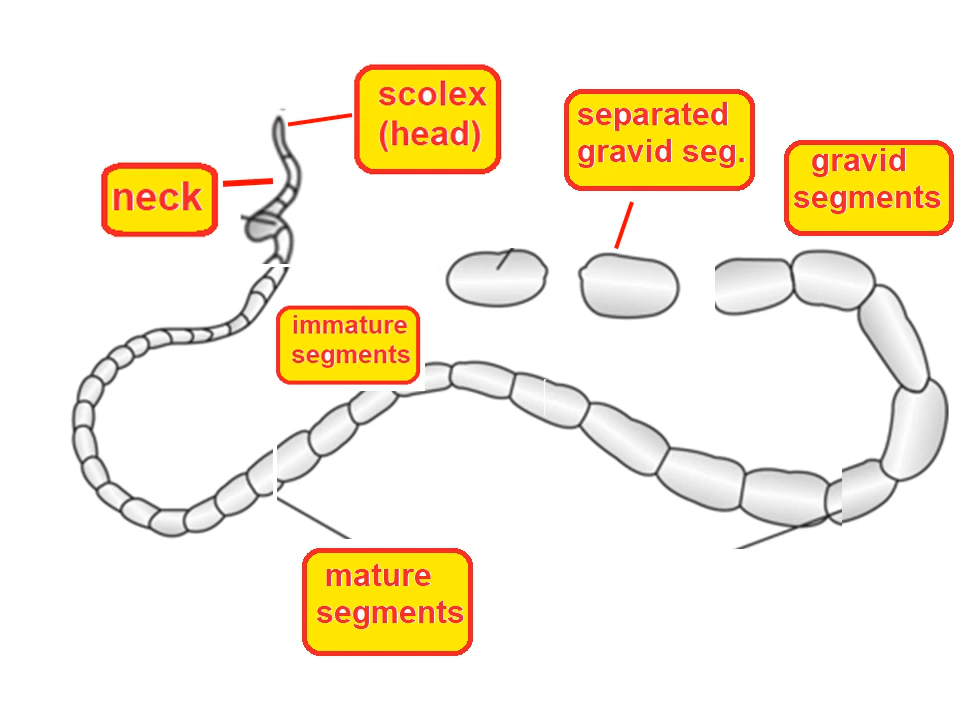 scolex
(head)
separated
gravid seg.
gravid
segments
neck
immature
segments
mature
segments